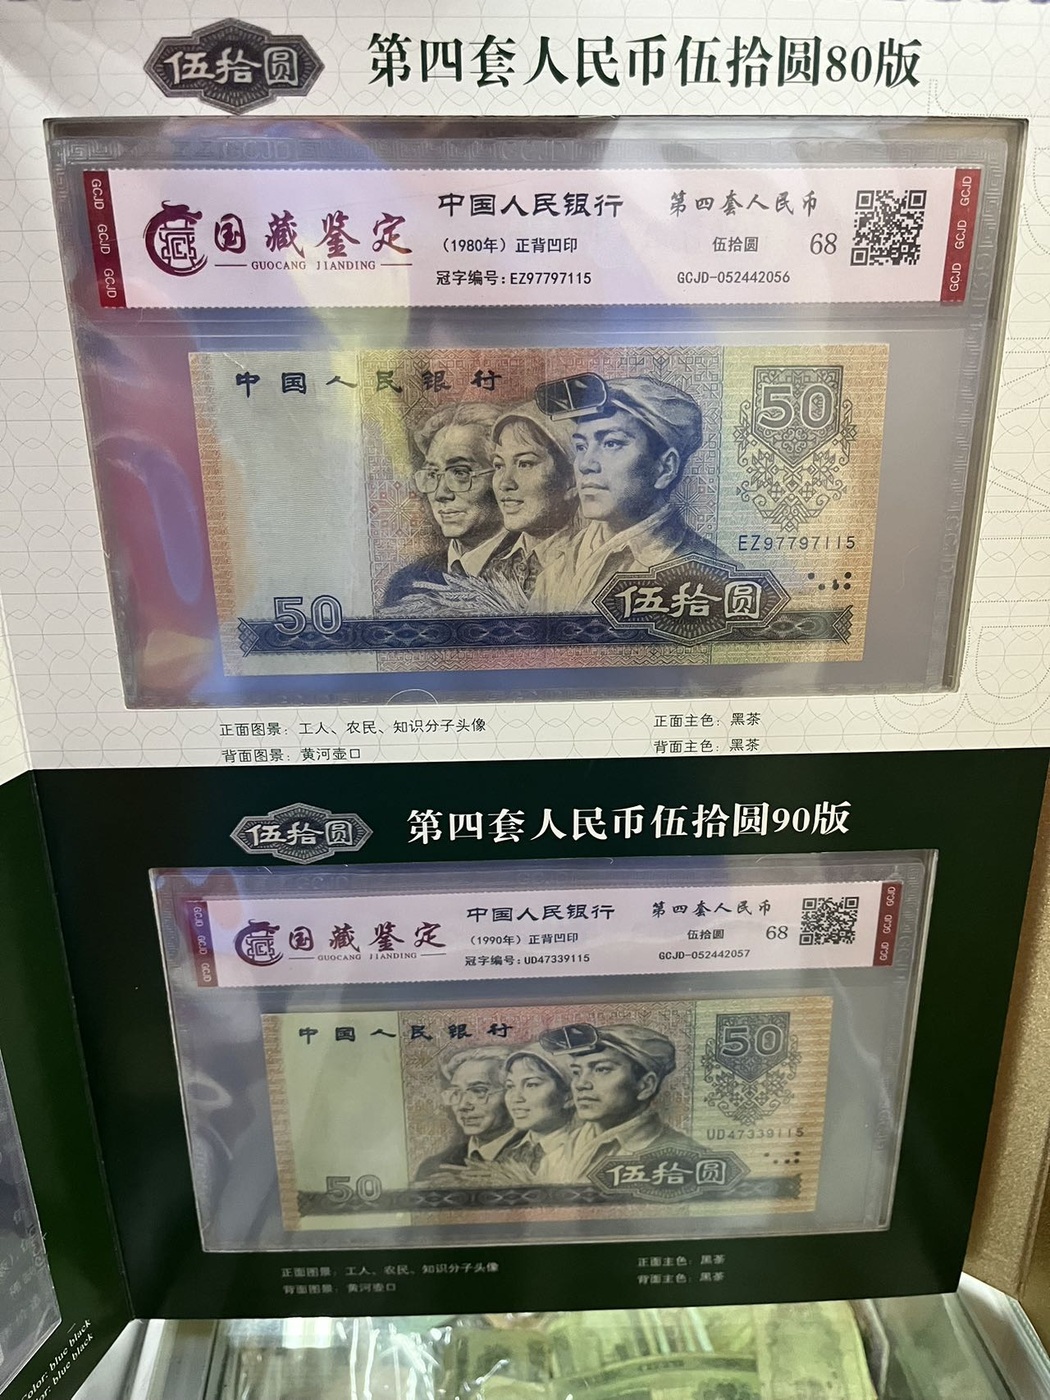 伍拾圆
第四套人民币伍拾圆80版
GCJD GCJD GCJD
国藏鉴定
GUOCANG JIANDING
中国人民银行
（1980年）正背凹印
冠字编号:EZ97797115
第四套人民币
伍拾圆 68
GCJD-052442056
GCJD GCJD GCJD
中国人民银行
50
EZ97797115
伍拾圆
50
正面图景：工人、农民、知识分子头像
正面主色：黑茶
背面图景：黄河壶口
背面主色：黑茶
伍拾圆
第四套人民币伍拾圆90版
GCJD GCJD GCJD
国藏鉴定
GUOCANG JIANDING
中国人民银行
（1990年）正背凹印
冠字编号:UD47339115
第四套人民币
伍拾圆 68
GCJD-052442057
GCJD GCJD GCJD
中国人民银行
50
UD47339115
伍拾圆
50
正面图景：工人、农民、知识分子头像
正面主色：黑茶
背面图景：黄河壶口
背面主色：黑茶
blue black
blue black